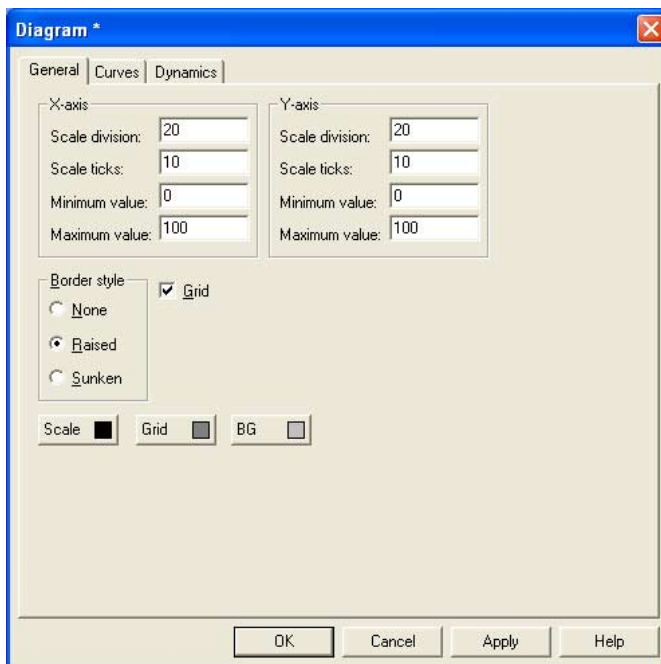 Diagram *
General Curves Dynamics
X-axis
Scale division: 20
Scale ticks: 10
Minimum value: 0
Maximum value: 100
Y-axis
Scale division: 20
Scale ticks: 10
Minimum value: 0
Maximum value: 100
Border style
None
Raised
Sunken
Grid
Scale Grid BG
OK Cancel Apply Help